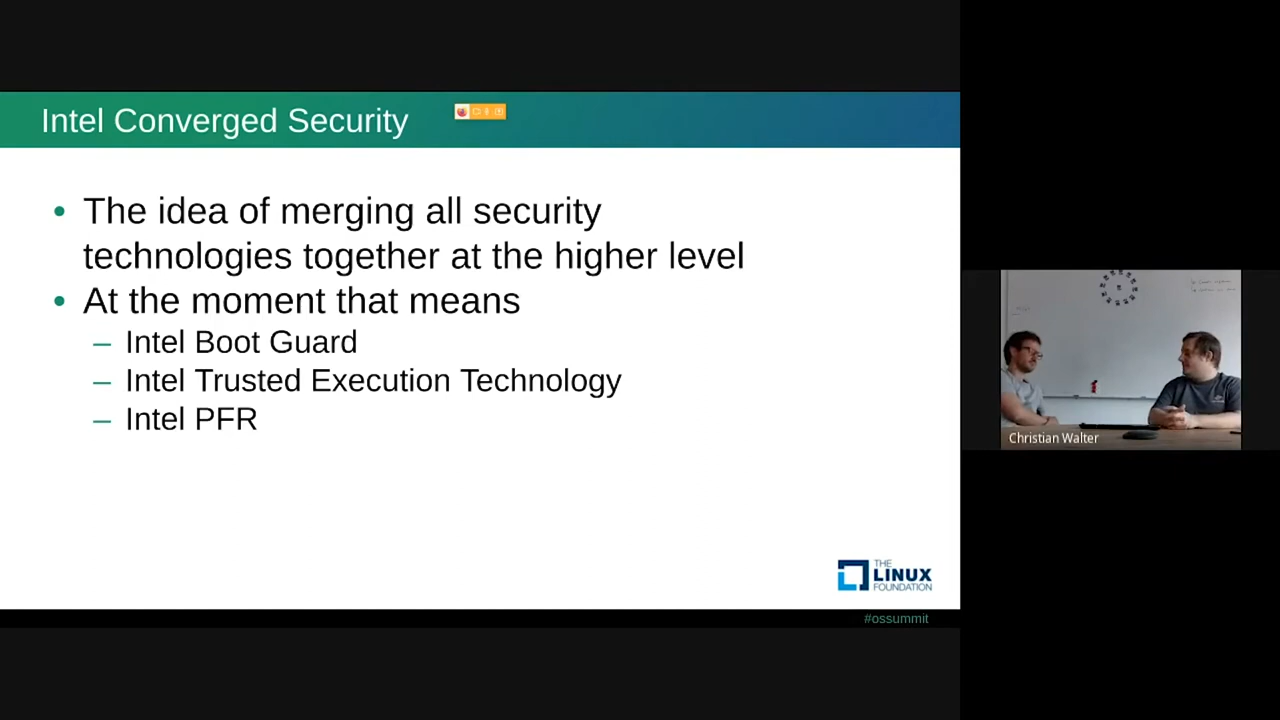 Intel Converged Security
• The idea of merging all security
technologies together at the higher level
• At the moment that means
– Intel Boot Guard
– Intel Trusted Execution Technology
– Intel PFR
THE
LINUX
FOUNDATION
#ossummit
Christian Walter